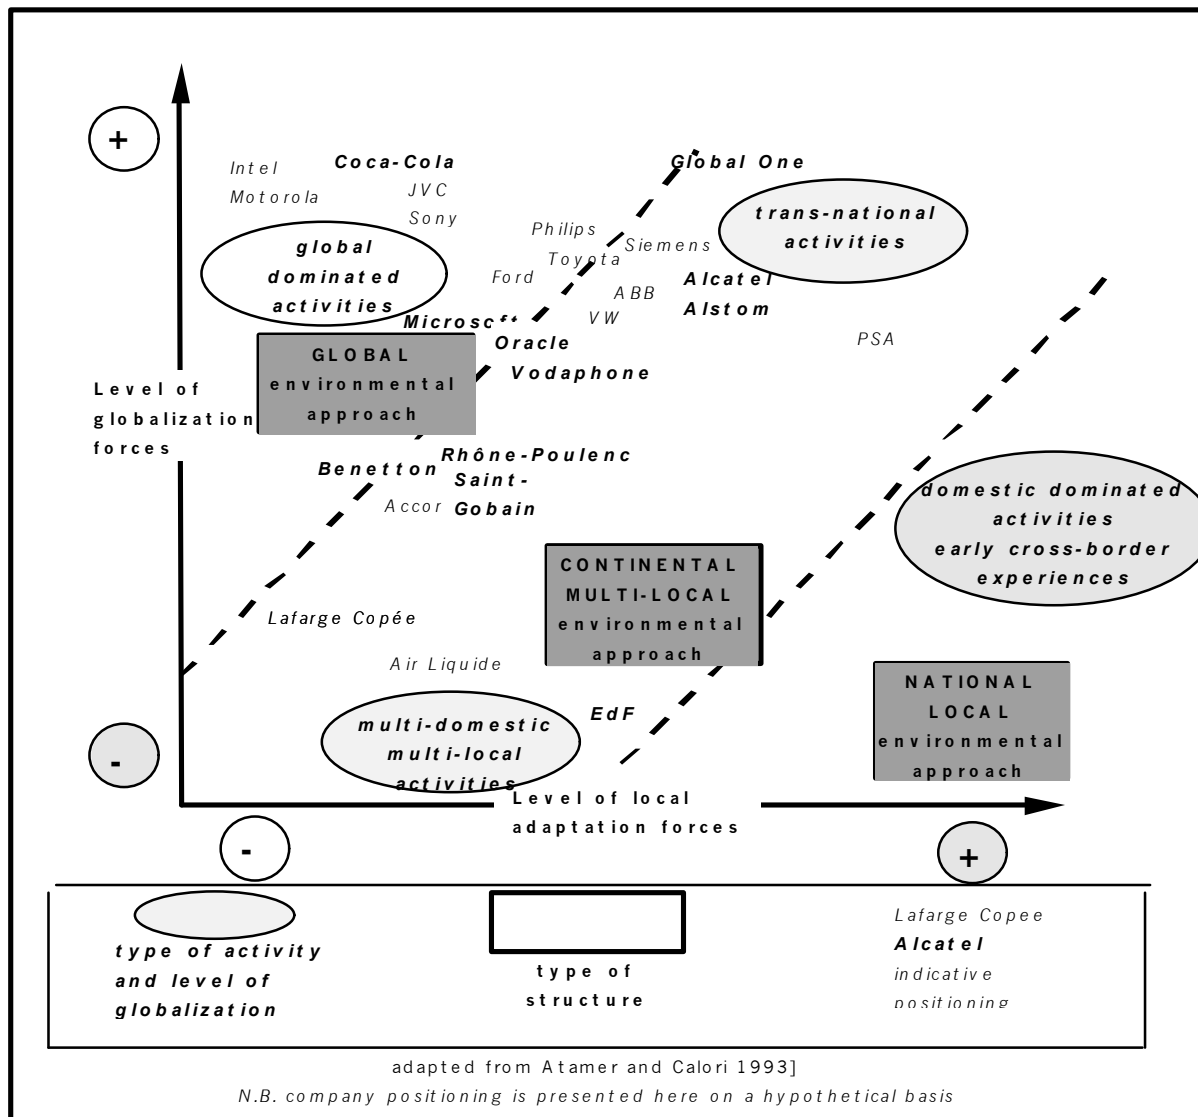 +
Intel
Motorola
Coca-Cola
JVC
Sony
Global One
global
dominated
activities
Philips
Toyota
Siemens
Ford
ABB
VW
Alcatel
Alstom
trans-national
activities
PSA
Microsoft
Oracle
Vodaphone
GLOBAL
environmental
approach
Level of
globalization
forces
Benetton
Rhône-Poulenc
Saint-
Gobain
Accor
domestic dominated
activities
early cross-border
experiences
CONTINENTAL
MULTI-LOCAL
environmental
approach
Lafarge Copée
Air Liquide
NATIONAL
LOCAL
environmental
approach
EdF
multi-domestic
multi-local
activities
-
Level of local
adaptation forces
-
+
type of activity
and level of
globalization
type of
structure
Lafarge Copee
Alcatel
indicative
positioning
adapted from Atamer and Calori 1993]
N.B. company positioning is presented here on a hypothetical basis